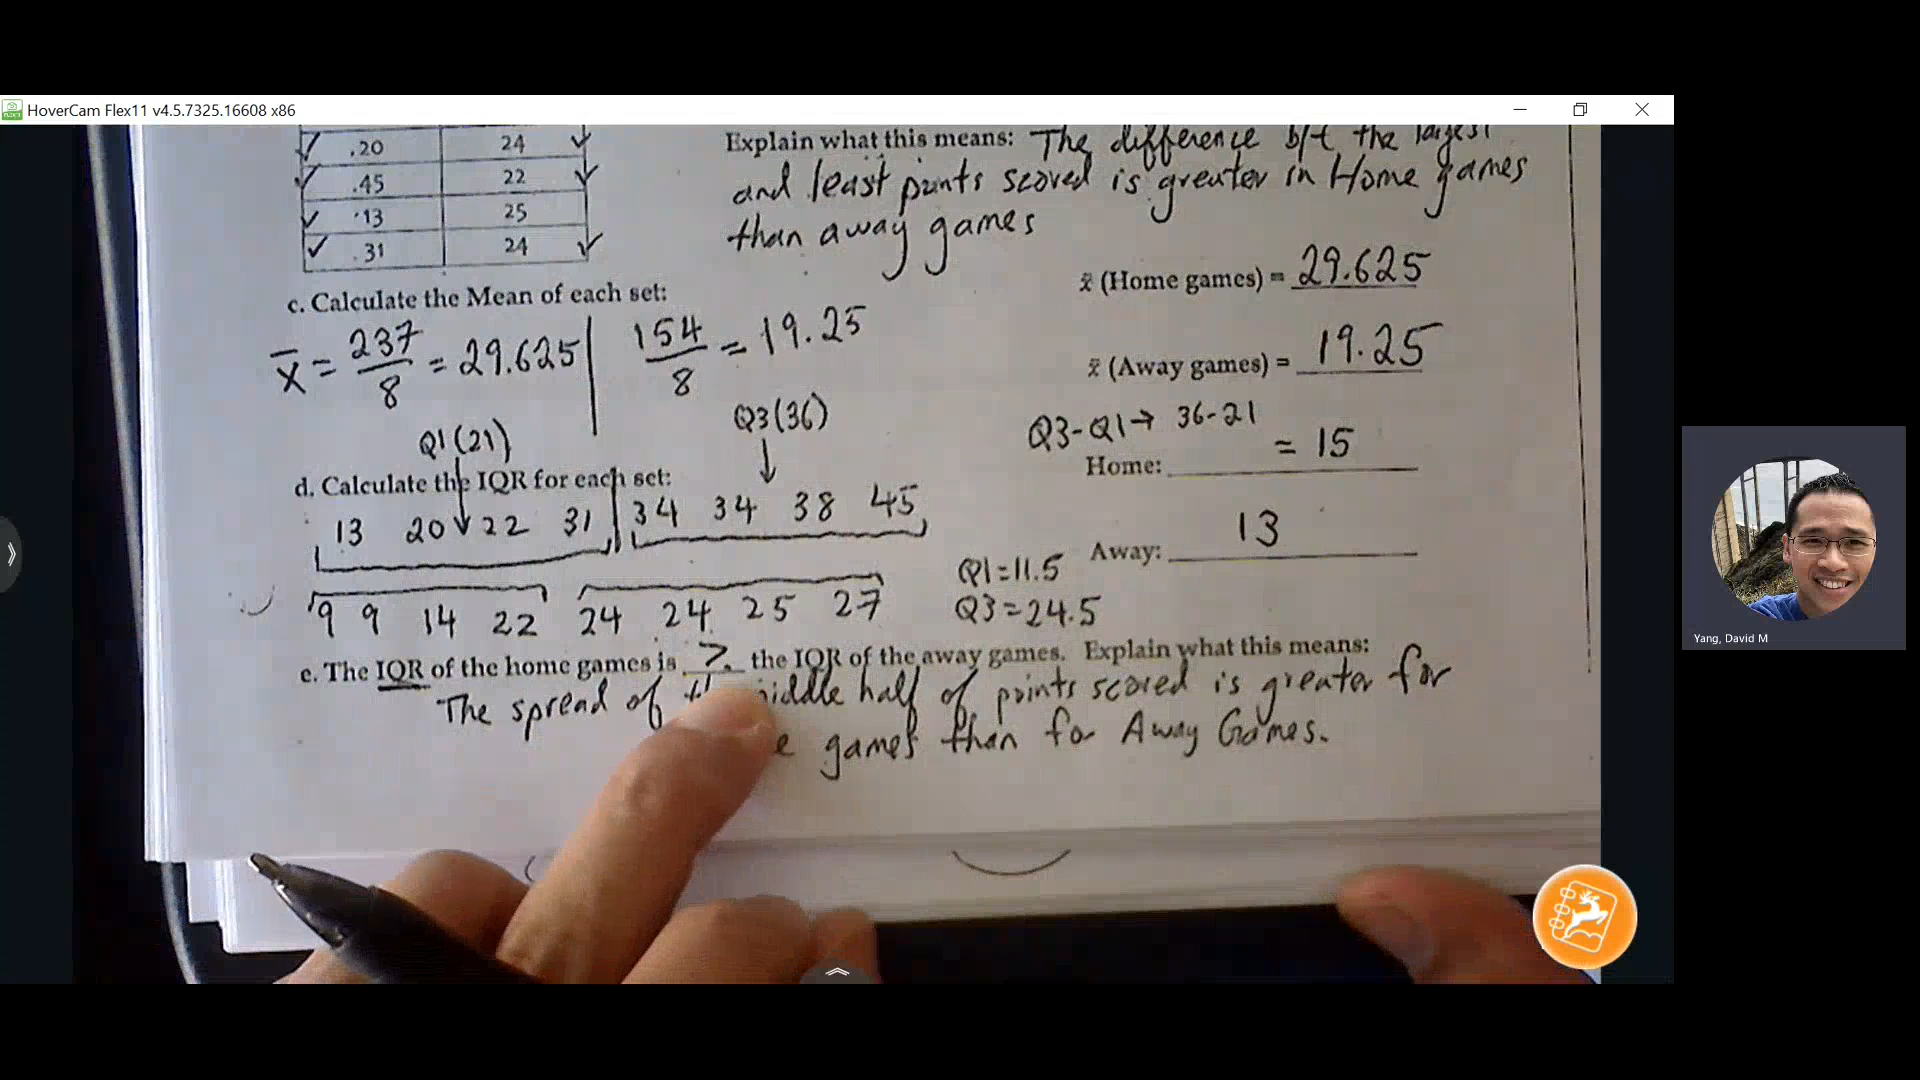 HoverCam Flex11 v4.5.7325.16608 x86
.20 24
.45 22
.13 25
.31 24
Explain what this means: The difference b/t the largest
and least points scored is greater in Home games
than away games
c. Calculate the Mean of each set:
x̄ = 237/8 = 29.625 154/8 = 19.25
x̄ (Home games) = 29.625
x̄ (Away games) = 19.25
Q1(21) Q3(36)
Q3-Q1→ 36-21
= 15
Home:
d. Calculate the IQR for each set:
13 20 22 31 34 34 38 45
Away: 13
9 9 14 22 24 24 25 27
Q1=11.5
Q3=24.5
e. The IQR of the home games is > the IQR of the away games. Explain what this means:
The spread of half of points scored is greater for
games than for Away Games.
Yang, David M